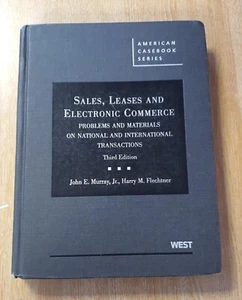 AMERICAN
CASEBOOK
SERIES
SALES, LEASES AND
ELECTRONIC COMMERCE
PROBLEMS AND MATERIALS
ON NATIONAL AND INTERNATIONAL
TRANSACTIONS
Third Edition
John E. Murray, Jr., Harry M. Flechtner
WEST